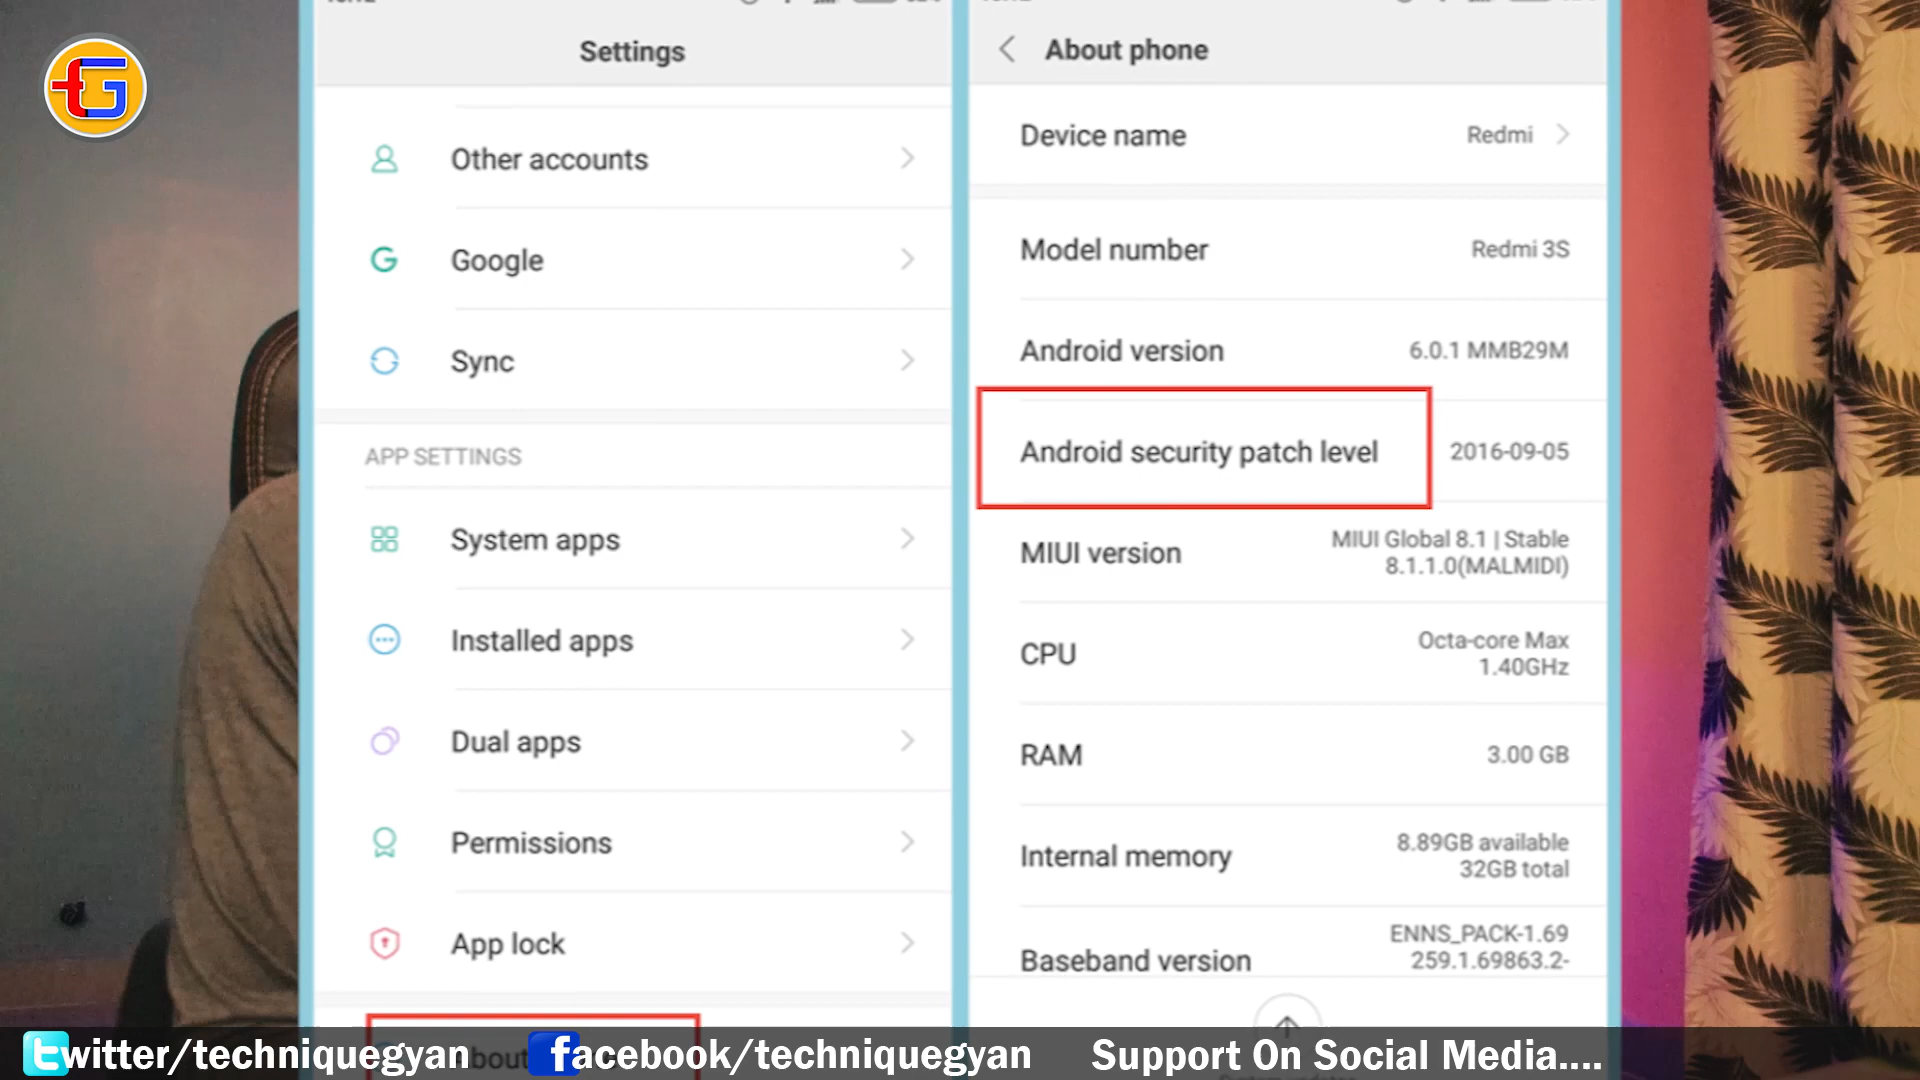 tG
Settings
Other accounts
Google
Sync
APP SETTINGS
System apps
Installed apps
Dual apps
Permissions
App lock
About phone
Device name Redmi
Model number Redmi 3S
Android version 6.0.1 MMB29M
Android security patch level 2016-09-05
MIUI version MIUI Global 8.1 | Stable
8.1.1.0(MALMIDI)
CPU Octa-core Max
1.40GHz
RAM 3.00 GB
Internal memory 8.89GB available
32GB total
Baseband version ENNS_PACK-1.69
259.1.69863.2-
twitter/techniquegyan facebook/techniquegyan Support On Social Media....